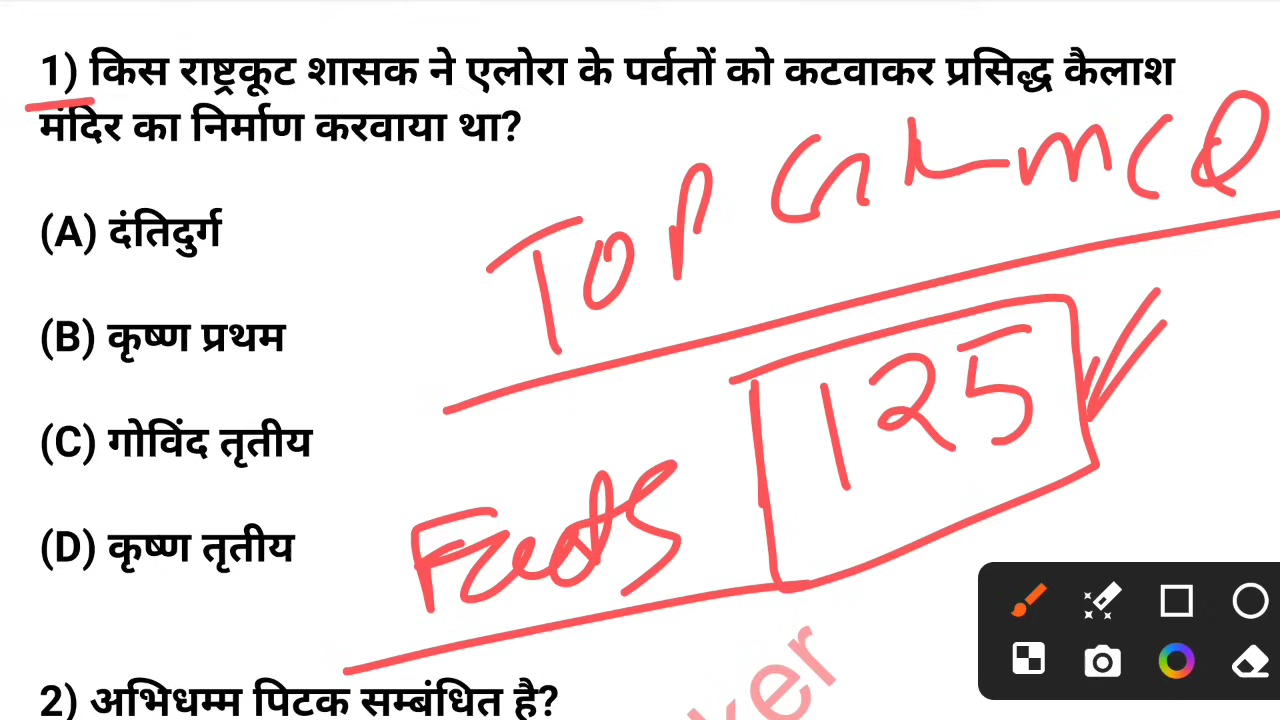 1) किस राष्ट्रकूट शासक ने एलोरा के पर्वतों को कटवाकर प्रसिद्ध कैलाश
मंदिर का निर्माण करवाया था?
TOP GK MCQ
(A) दंतिदुर्ग
(B) कृष्ण प्रथम
125
(C) गोविंद तृतीय
Facts
(D) कृष्ण तृतीय
ker
2) अभिधम्म पिटक सम्बंधित है?